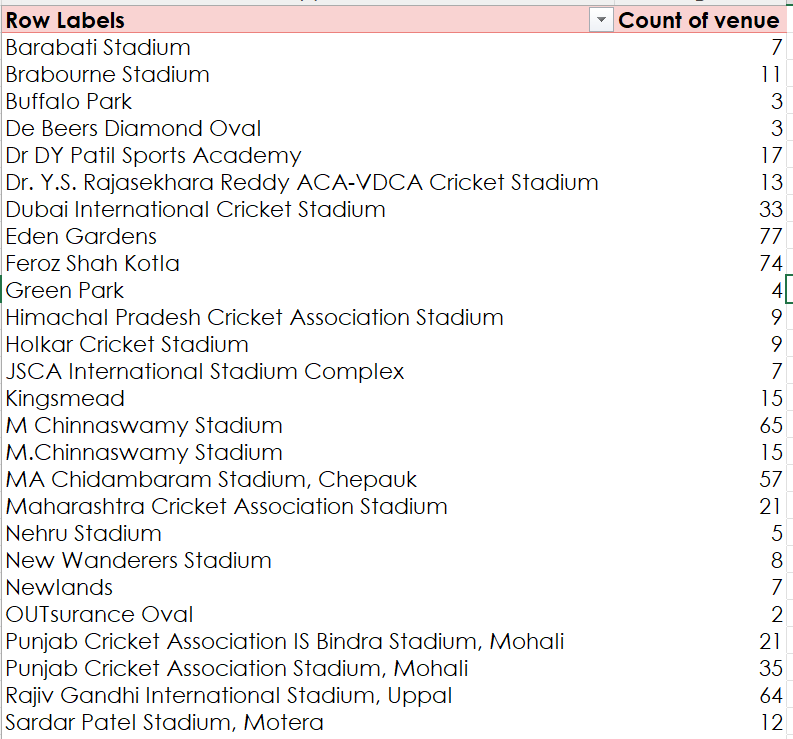 Row Labels Count of venue
Barabati Stadium 7
Brabourne Stadium 11
Buffalo Park 3
De Beers Diamond Oval 3
Dr DY Patil Sports Academy 17
Dr. Y.S. Rajasekhara Reddy ACA-VDCA Cricket Stadium 13
Dubai International Cricket Stadium 33
Eden Gardens 77
Feroz Shah Kotla 74
Green Park 4
Himachal Pradesh Cricket Association Stadium 9
Holkar Cricket Stadium 9
JSCA International Stadium Complex 7
Kingsmead 15
M Chinnaswamy Stadium 65
M.Chinnaswamy Stadium 15
MA Chidambaram Stadium, Chepauk 57
Maharashtra Cricket Association Stadium 21
Nehru Stadium 5
New Wanderers Stadium 8
Newlands 7
OUTsurance Oval 2
Punjab Cricket Association IS Bindra Stadium, Mohali 21
Punjab Cricket Association Stadium, Mohali 35
Rajiv Gandhi International Stadium, Uppal 64
Sardar Patel Stadium, Motera 12